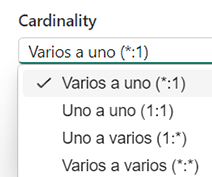 Cardinality
Varios a uno (*:1)
Varios a uno (*:1)
Uno a uno (1:1)
Uno a varios (1:*)
Varios a varios (*:*)